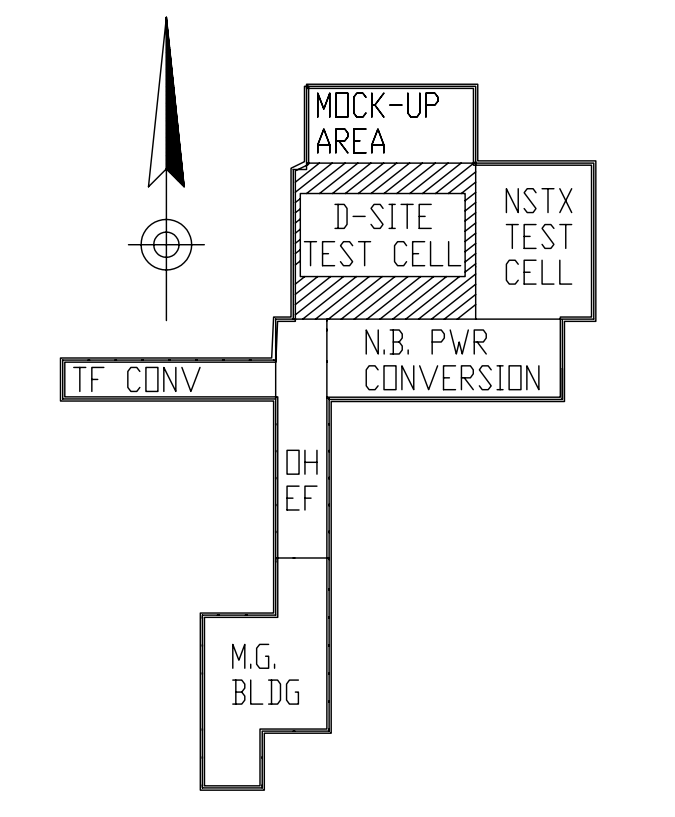 MOCK-UP
AREA
D-SITE
TEST CELL
NSTX
TEST
CELL
N.B. PWR
CONVERSION
TF CONV
OH
EF
M.G.
BLDG